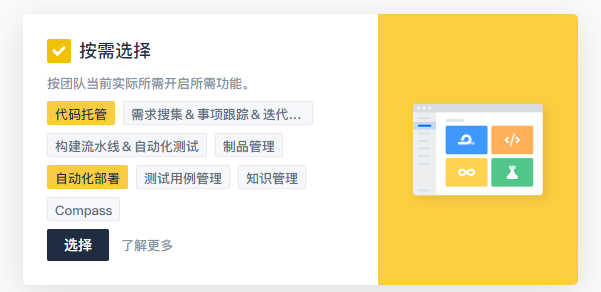 按需选择
按团队当前实际所需开启所需功能。
代码托管 需求搜集＆事项跟踪＆迭代...
构建流水线＆自动化测试 制品管理
自动化部署 测试用例管理 知识管理
Compass
选择 了解更多